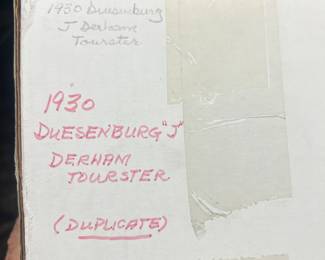 1930 Duesenburg
J Derham
Tourster
1930
DUESENBURG "J"
DERHAM
TOURSTER
(DUPLICATE)